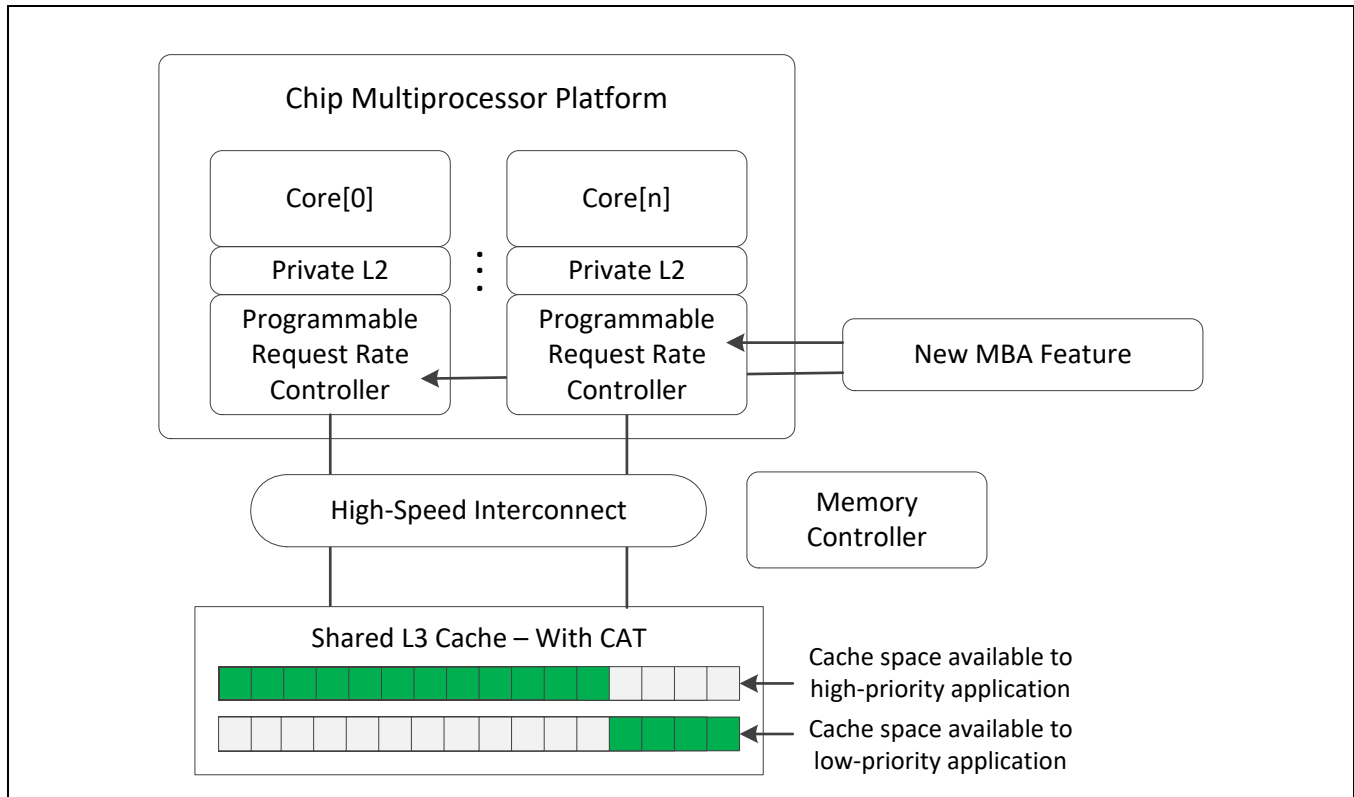 Chip Multiprocessor Platform
Core[0]
Core[n]
Private L2
Private L2
Programmable
Request Rate
Controller
Programmable
Request Rate
Controller
New MBA Feature
High-Speed Interconnect
Memory
Controller
Shared L3 Cache – With CAT
Cache space available to
high-priority application
Cache space available to
low-priority application